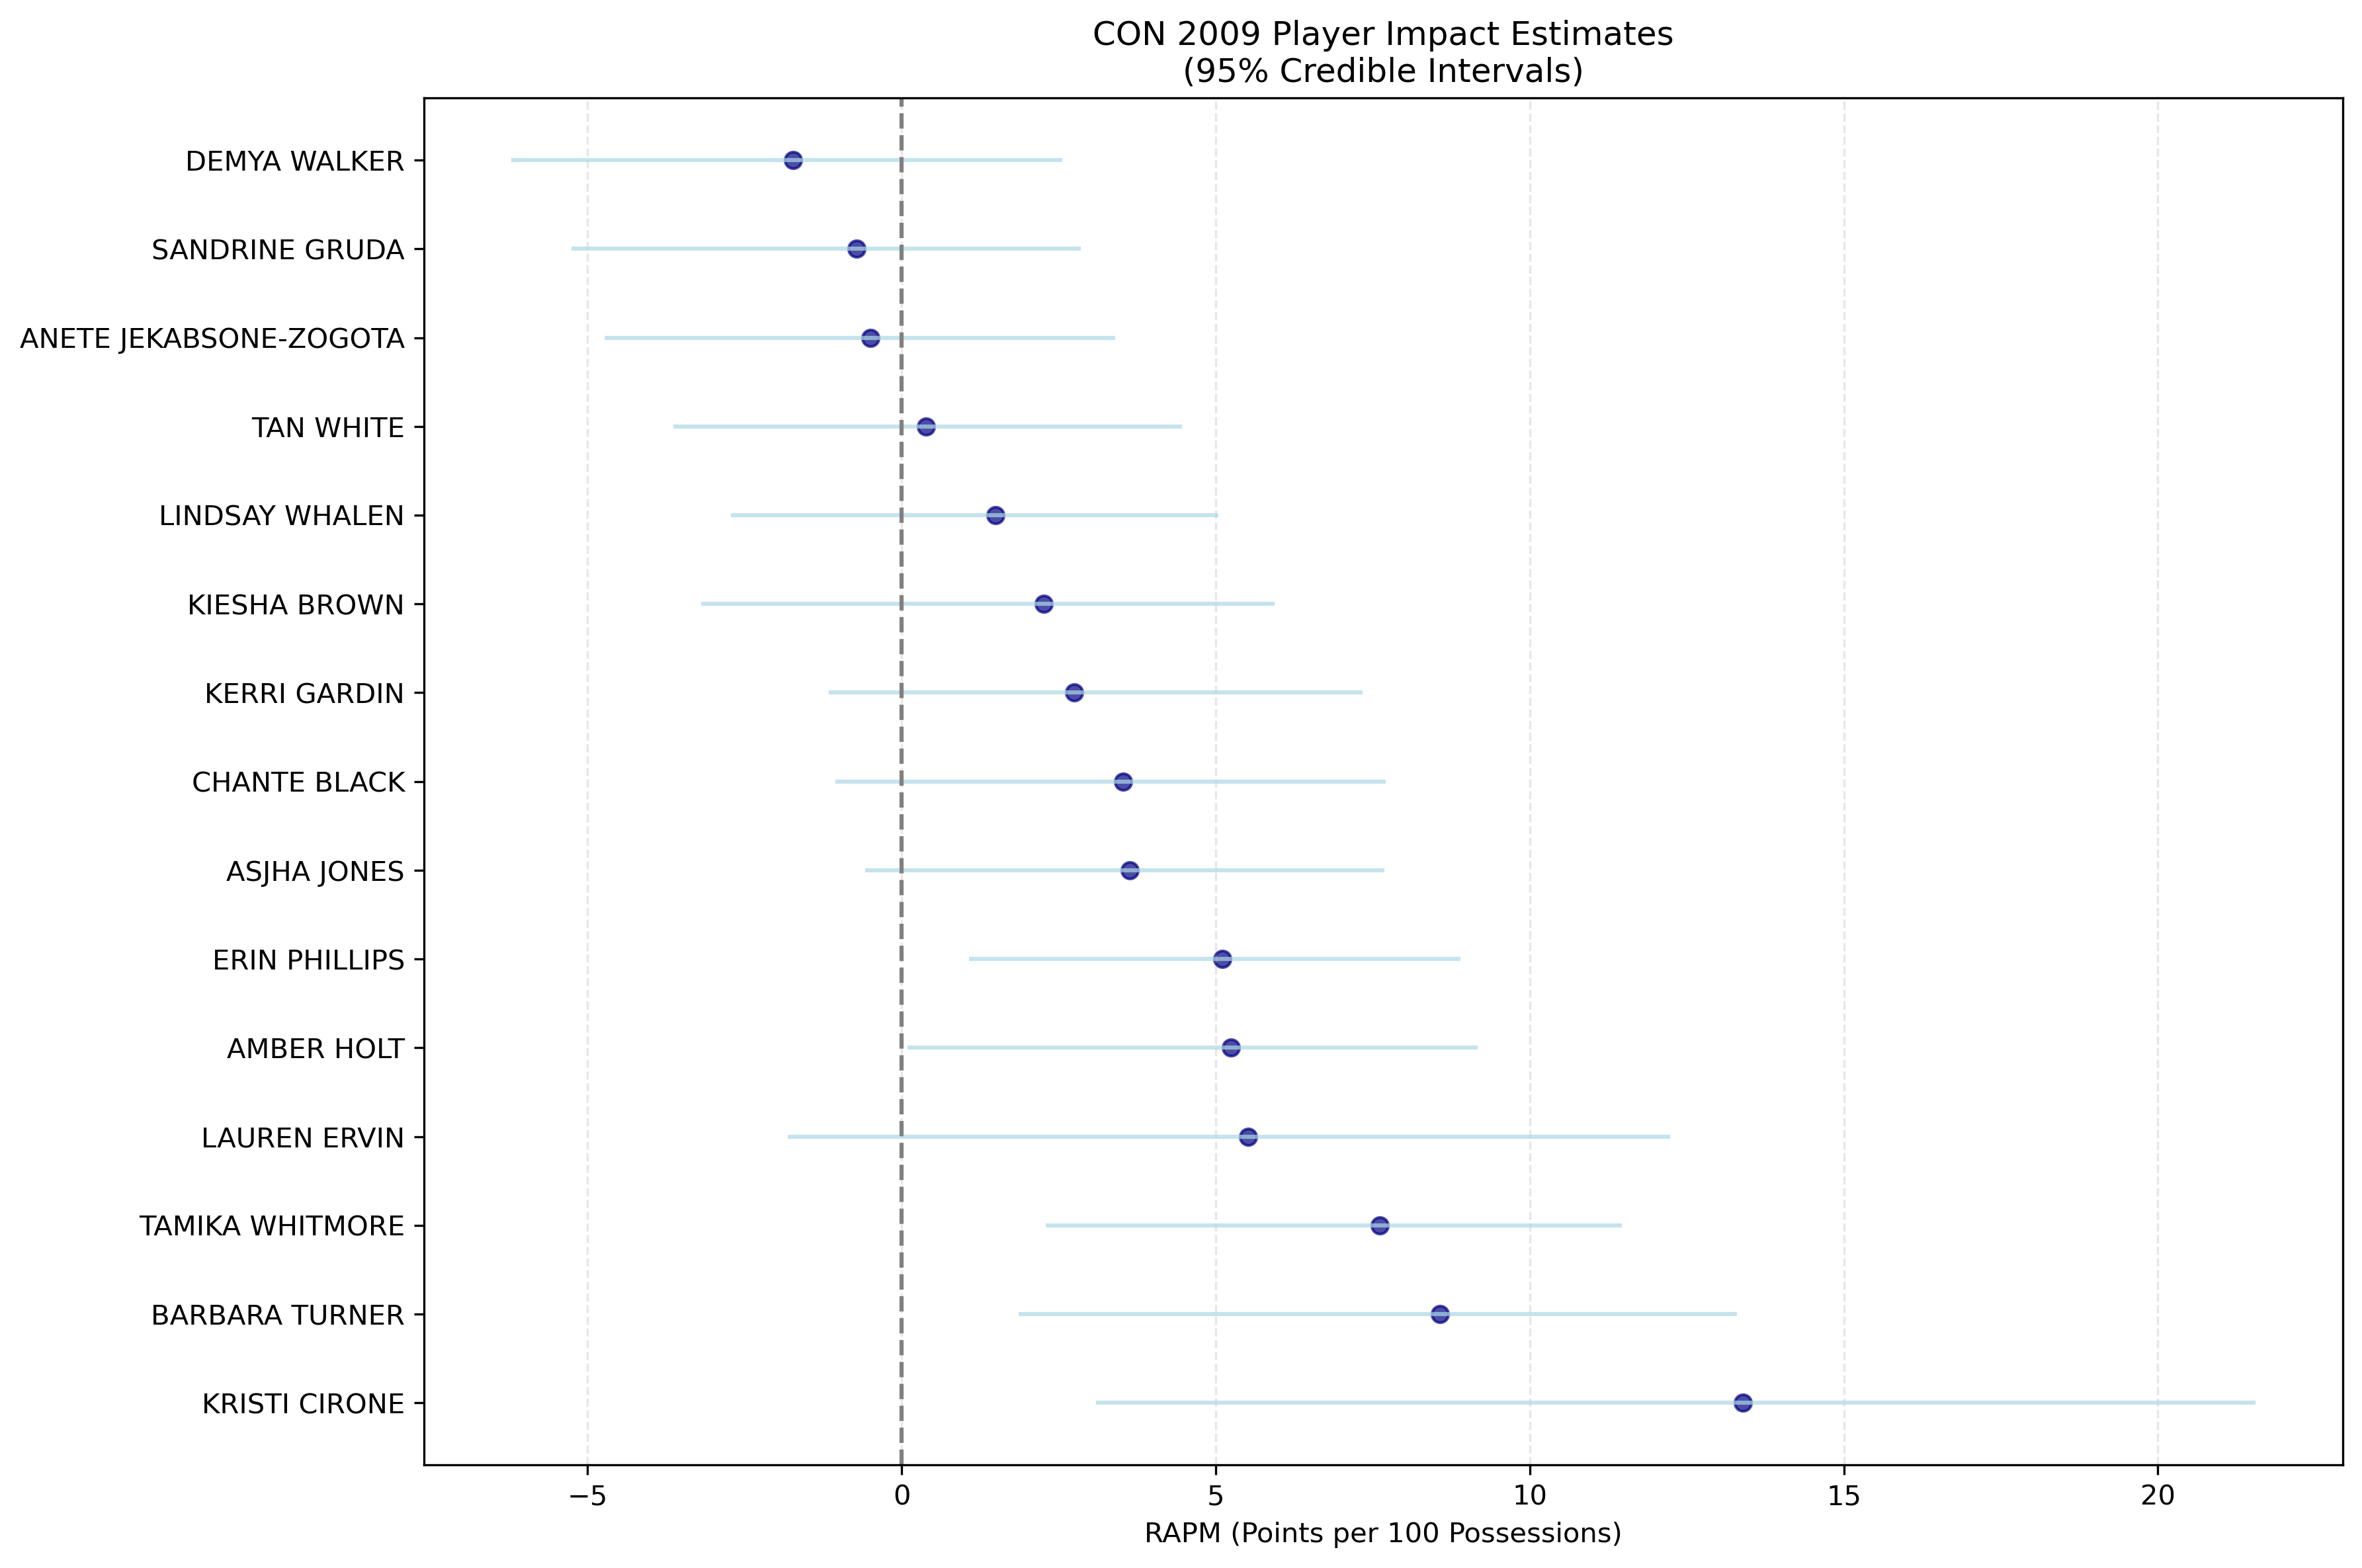 CON 2009 Player Impact Estimates
(95% Credible Intervals)
DEMYA WALKER
SANDRINE GRUDA
ANETE JEKABSONE-ZOGOTA
TAN WHITE
LINDSAY WHALEN
KIESHA BROWN
KERRI GARDIN
CHANTE BLACK
ASJHA JONES
ERIN PHILLIPS
AMBER HOLT
LAUREN ERVIN
TAMIKA WHITMORE
BARBARA TURNER
KRISTI CIRONE
−5 0 5 10 15 20
RAPM (Points per 100 Possessions)